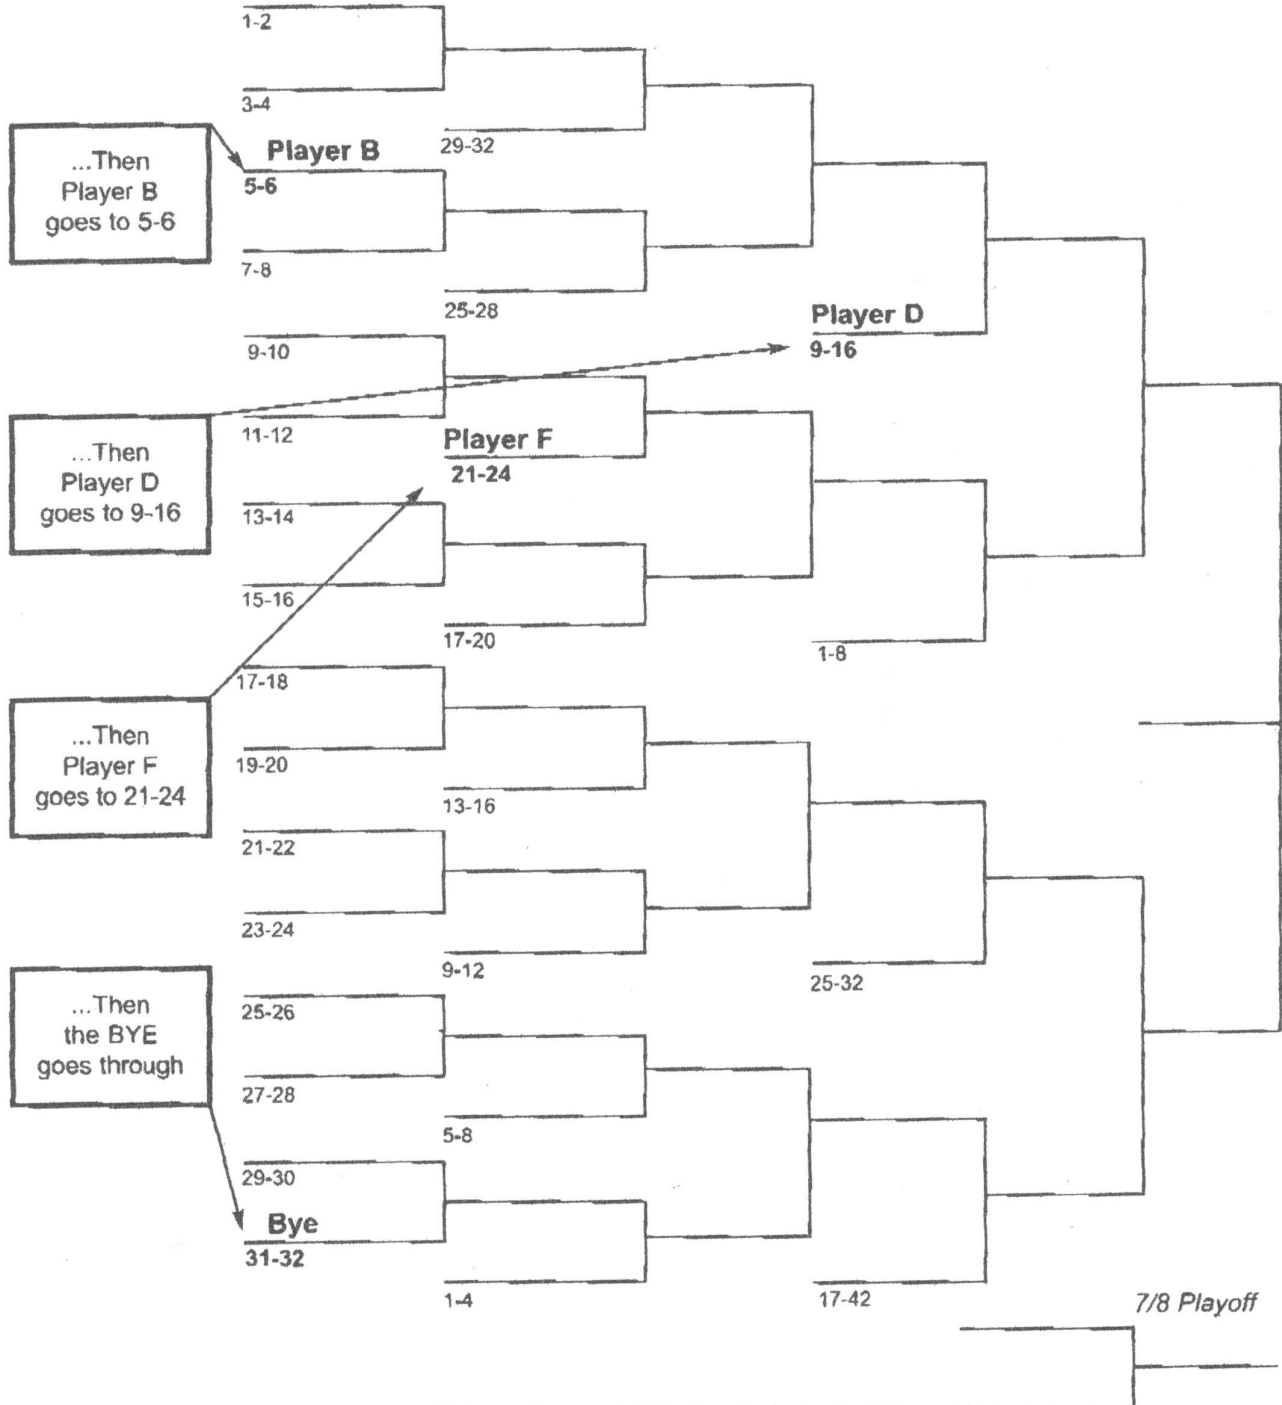 1-2
3-4
...Then
Player B
goes to 5-6
Player B
5-6
29-32
7-8
25-28
9-10
Player D
9-16
11-12
...Then
Player D
goes to 9-16
Player F
21-24
13-14
15-16
17-20
1-8
17-18
...Then
Player F
goes to 21-24
19-20
13-16
21-22
23-24
9-12
25-32
...Then
the BYE
goes through
25-26
27-28
5-8
29-30
Bye
31-32
1-4
17-42
7/8 Playoff